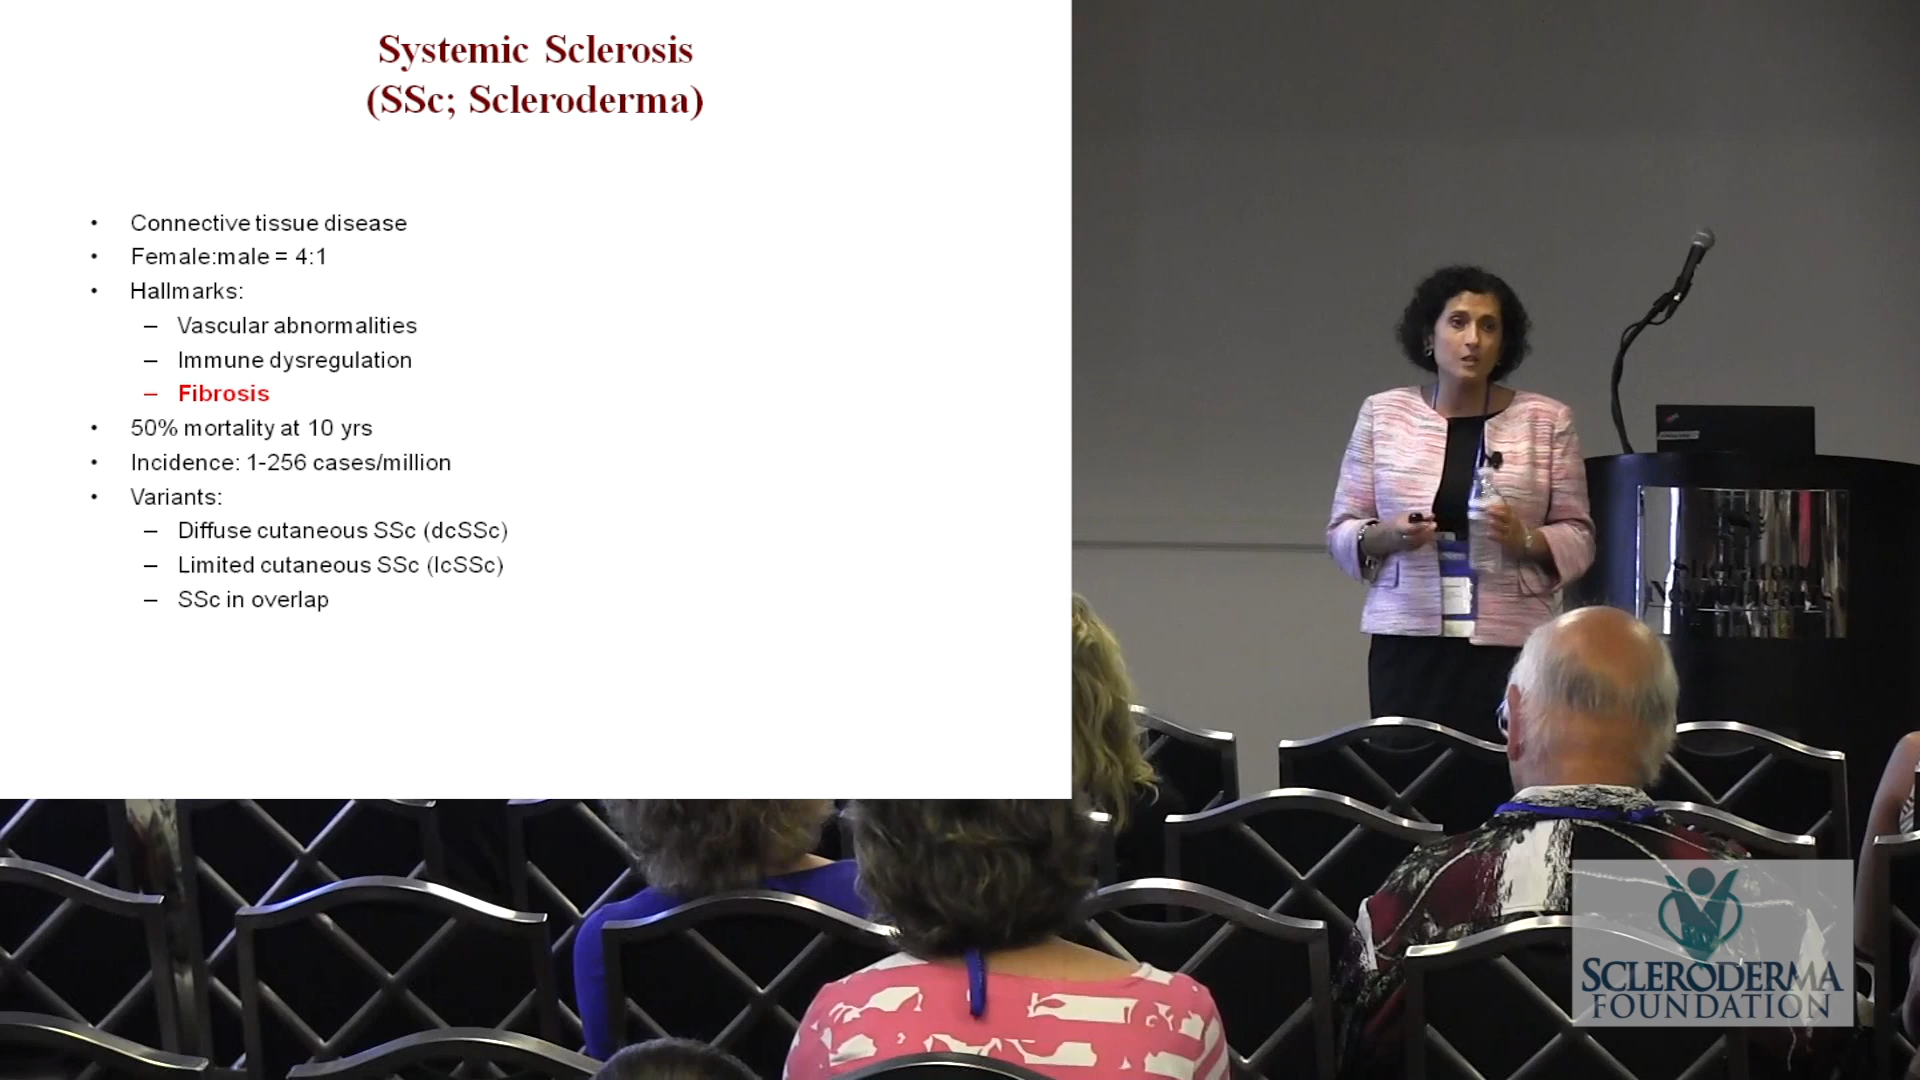 Systemic Sclerosis
(SSc; Scleroderma)
• Connective tissue disease
• Female:male = 4:1
• Hallmarks:
– Vascular abnormalities
– Immune dysregulation
– Fibrosis
• 50% mortality at 10 yrs
• Incidence: 1-256 cases/million
• Variants:
– Diffuse cutaneous SSc (dcSSc)
– Limited cutaneous SSc (lcSSc)
– SSc in overlap
Sheraton
SCLERODERMA
FOUNDATION